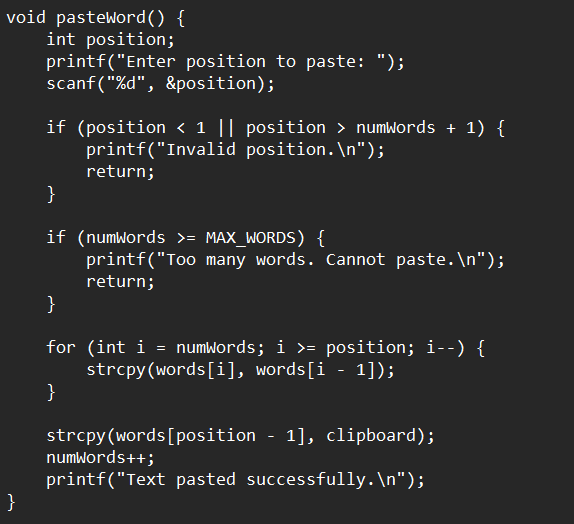 void pasteWord() {
    int position;
    printf("Enter position to paste: ");
    scanf("%d", &position);

    if (position < 1 || position > numWords + 1) {
        printf("Invalid position.\n");
        return;
    }

    if (numWords >= MAX_WORDS) {
        printf("Too many words. Cannot paste.\n");
        return;
    }

    for (int i = numWords; i >= position; i--) {
        strcpy(words[i], words[i - 1]);
    }

    strcpy(words[position - 1], clipboard);
    numWords++;
    printf("Text pasted successfully.\n");
}